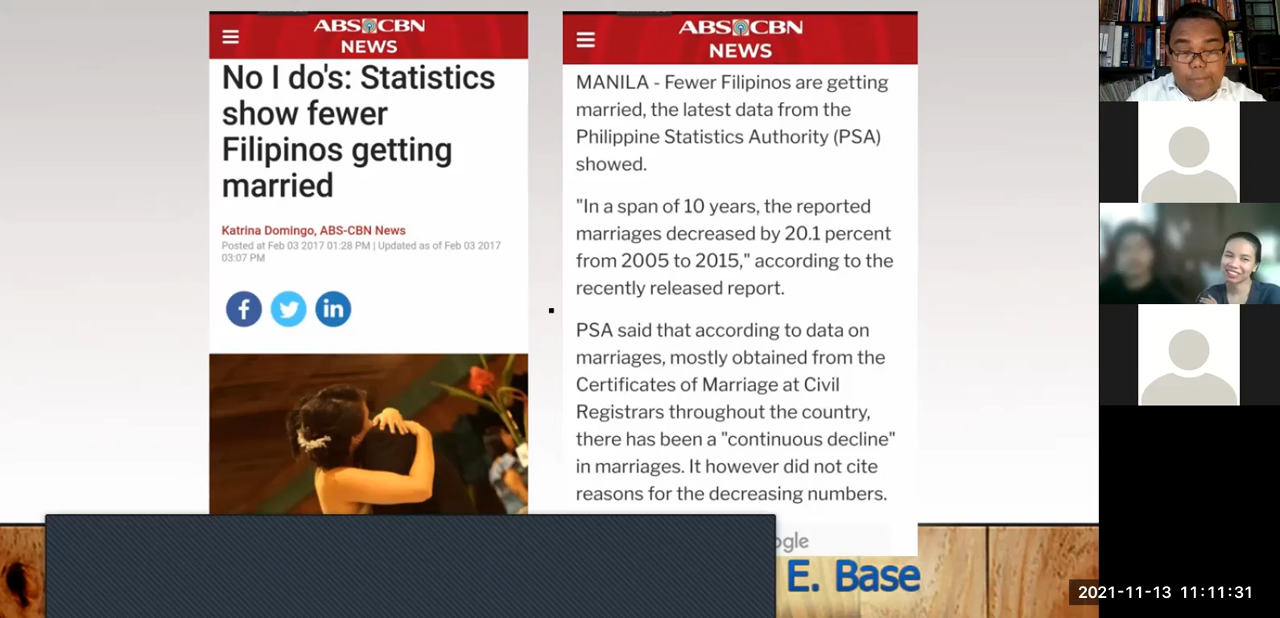 ABS CBN
NEWS
No I do's: Statistics
show fewer
Filipinos getting
married
Katrina Domingo, ABS-CBN News
Posted at Feb 03 2017 01:28 PM | Updated as of Feb 03 2017
03:07 PM
f
in
ABS CBN
NEWS
MANILA - Fewer Filipinos are getting
married, the latest data from the
Philippine Statistics Authority (PSA)
showed.
"In a span of 10 years, the reported
marriages decreased by 20.1 percent
from 2005 to 2015," according to the
recently released report.
PSA said that according to data on
marriages, mostly obtained from the
Certificates of Marriage at Civil
Registrars throughout the country,
there has been a "continuous decline"
in marriages. It however did not cite
reasons for the decreasing numbers.
ogle
E. Base
2021-11-13 11:11:31